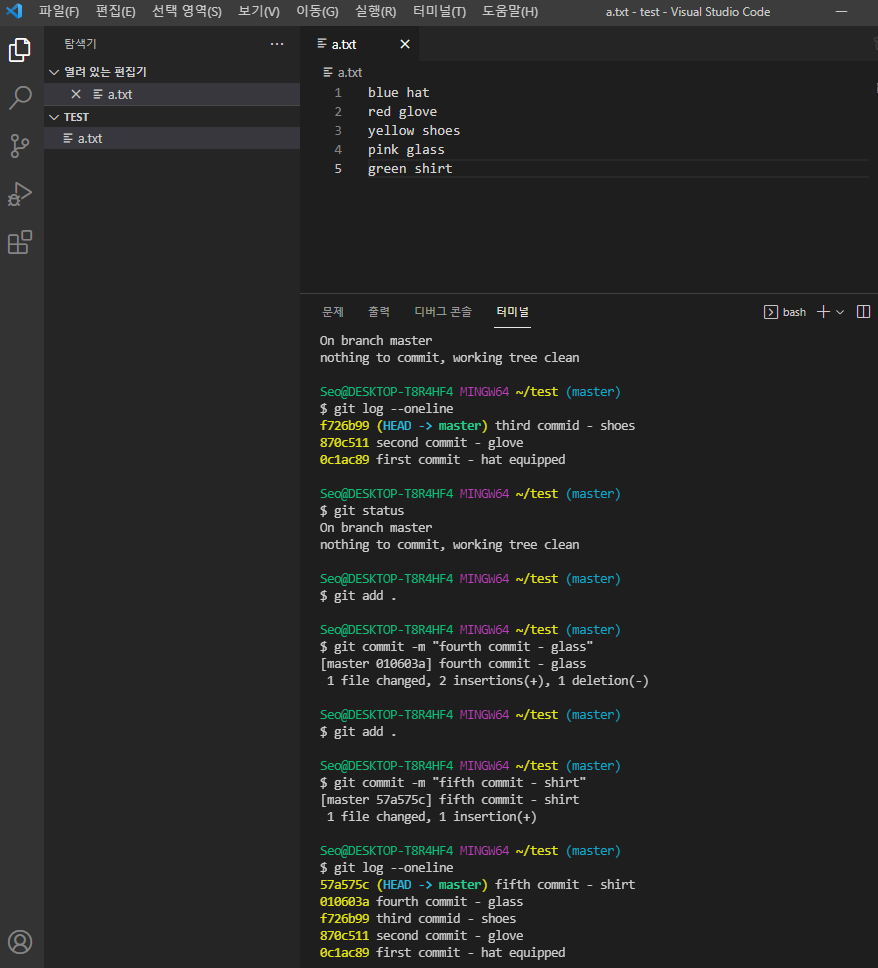 파일(F) 편집(E) 선택 영역(S) 보기(V) 이동(G) 실행(R) 터미널(T) 도움말(H) a.txt - test - Visual Studio Code
탐색기
열려 있는 편집기
a.txt
TEST
a.txt
a.txt
a.txt
1 blue hat
2 red glove
3 yellow shoes
4 pink glass
5 green shirt
문제 출력 디버그 콘솔 터미널 bash
On branch master
nothing to commit, working tree clean
Seo@DESKTOP-T8R4HF4 MINGW64 ~/test (master)
$ git log --oneline
f726b99 (HEAD -> master) third commid - shoes
870c511 second commit - glove
0c1ac89 first commit - hat equipped
Seo@DESKTOP-T8R4HF4 MINGW64 ~/test (master)
$ git status
On branch master
nothing to commit, working tree clean
Seo@DESKTOP-T8R4HF4 MINGW64 ~/test (master)
$ git add .
Seo@DESKTOP-T8R4HF4 MINGW64 ~/test (master)
$ git commit -m "fourth commit - glass"
[master 010603a] fourth commit - glass
1 file changed, 2 insertions(+), 1 deletion(-)
Seo@DESKTOP-T8R4HF4 MINGW64 ~/test (master)
$ git add .
Seo@DESKTOP-T8R4HF4 MINGW64 ~/test (master)
$ git commit -m "fifth commit - shirt"
[master 57a575c] fifth commit - shirt
1 file changed, 1 insertion(+)
Seo@DESKTOP-T8R4HF4 MINGW64 ~/test (master)
$ git log --oneline
57a575c (HEAD -> master) fifth commit - shirt
010603a fourth commit - glass
f726b99 third commid - shoes
870c511 second commit - glove
0c1ac89 first commit - hat equipped